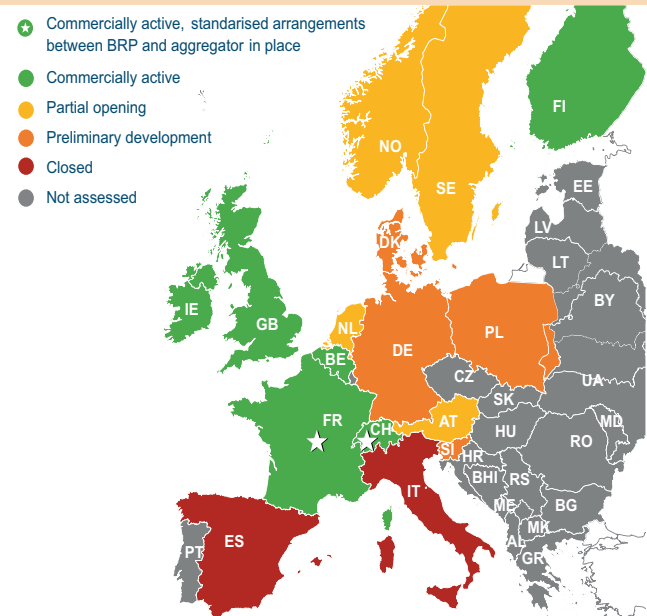 Commercially active, standarised arrangements
between BRP and aggregator in place
Commercially active
Partial opening
Preliminary development
Closed
Not assessed
FI
NO
SE
EE
LV
LT
DK
BY
IE
GB
NL
PL
DE
BE
CZ
UA
SK
FR
CH
AT
MD
HU
RO
SI
HR
IT
BHI
RS
ME
BG
MK
ES
PT
AL
GR